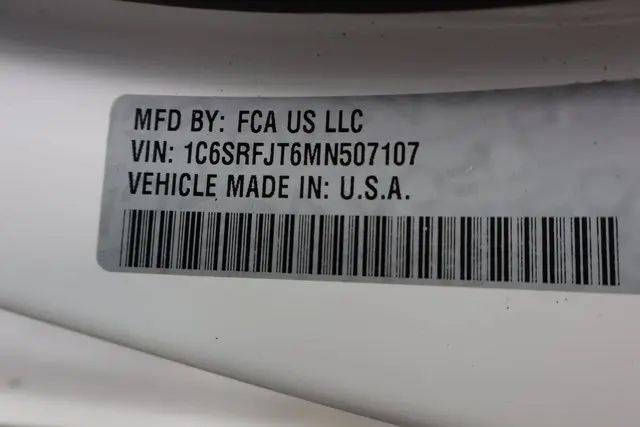 MFD BY: FCA US LLC
VIN: 1C6SRFJT6MN507107
VEHICLE MADE IN: U.S.A.